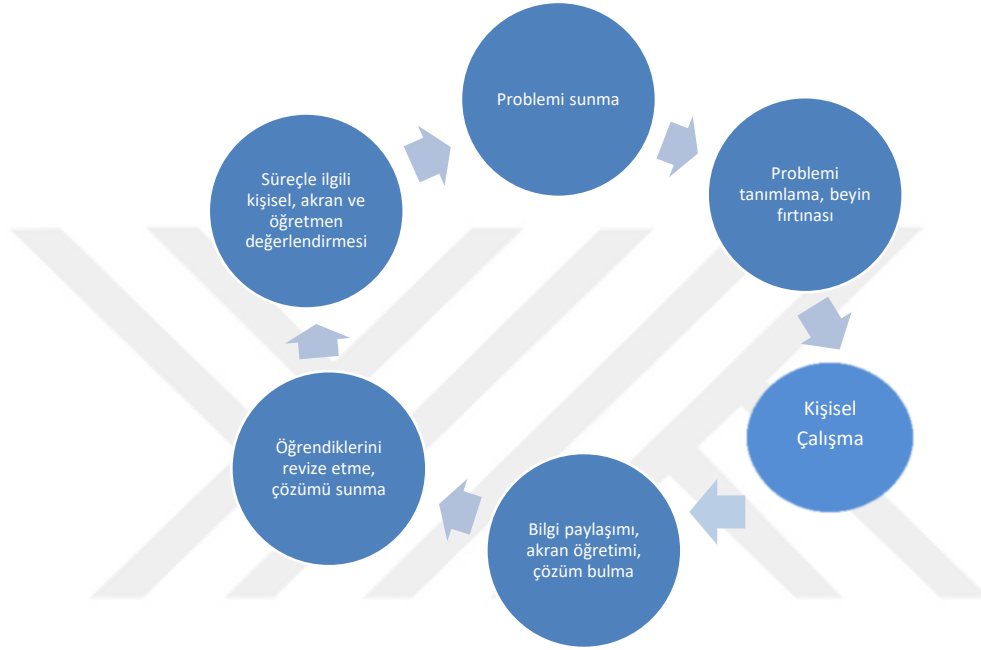 Problemi sunma
Problemi
tanımlama, beyin
fırtınası
Kişisel
Çalışma
Bilgi paylaşımı,
akran öğretimi,
çözüm bulma
Öğrendiklerini
revize etme,
çözümü sunma
Süreçle ilgili
kişisel, akran ve
öğretmen
değerlendirmesi